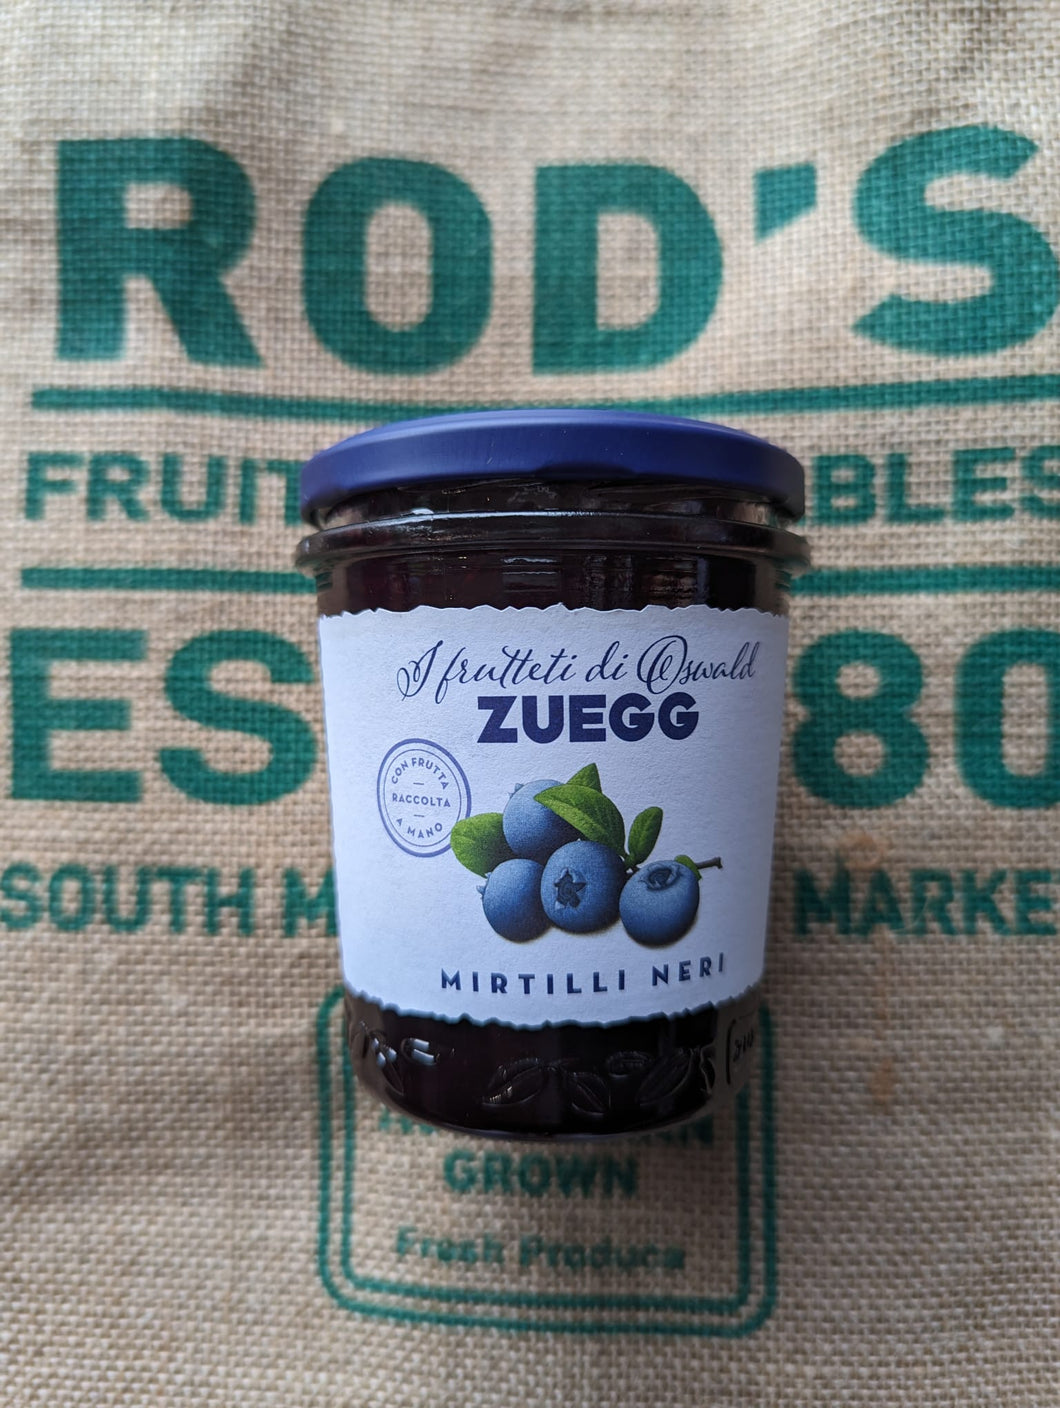 ROD'S
FRUIT
BLES
ES
80
SOUTH M
MARKE
GROWN
Fresh Produce
I frutteti di Oswald
ZUEGG
CON FRUTTA
RACCOLTA
A MANO
MIRTILLI NERI